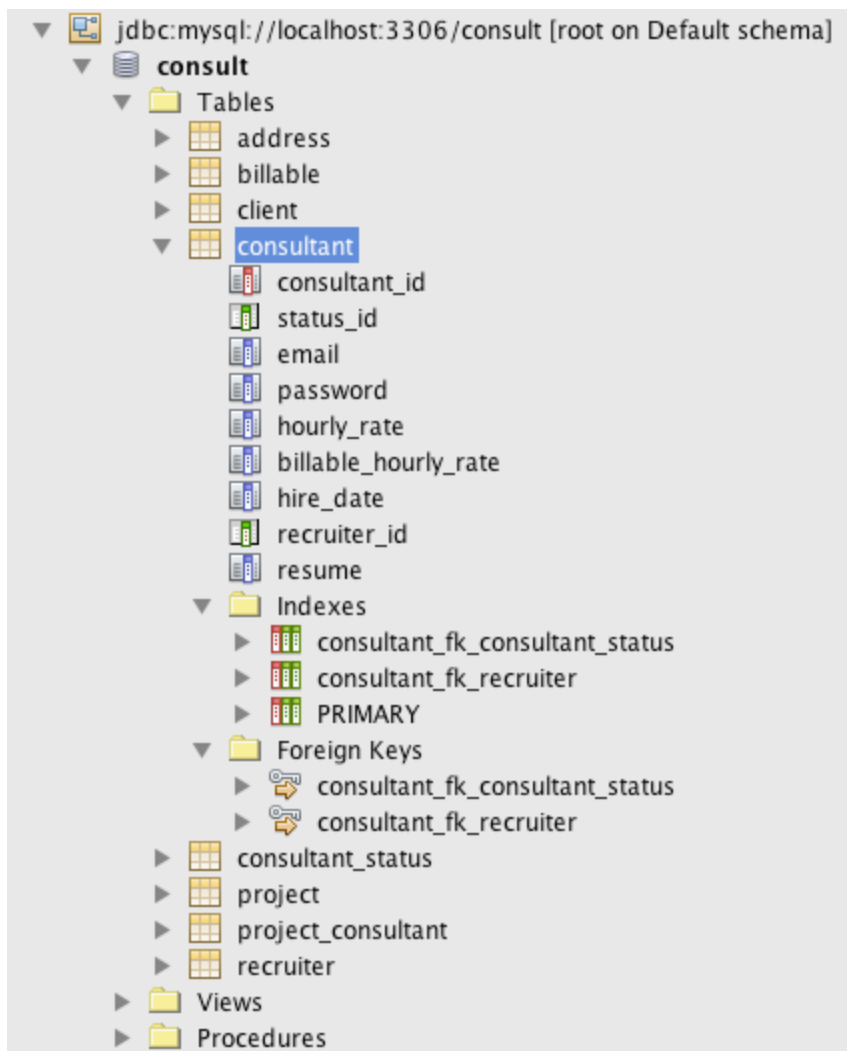 jdbc:mysql://localhost:3306/consult [root on Default schema]
consult
Tables
address
billable
client
consultant
consultant_id
status_id
email
password
hourly_rate
billable_hourly_rate
hire_date
recruiter_id
resume
Indexes
consultant_fk_consultant_status
consultant_fk_recruiter
PRIMARY
Foreign Keys
consultant_fk_consultant_status
consultant_fk_recruiter
consultant_status
project
project_consultant
recruiter
Views
Procedures